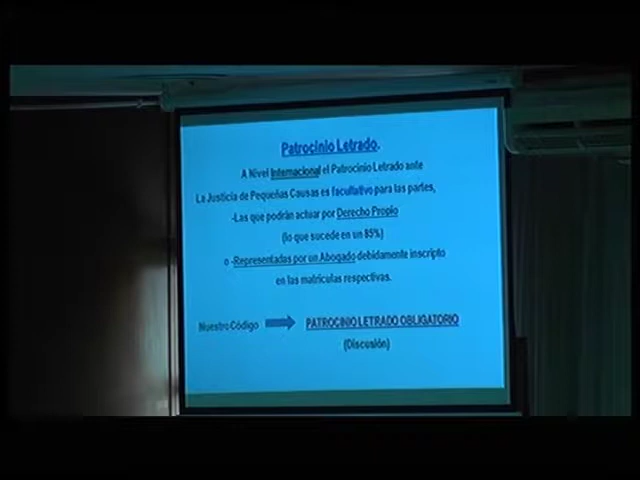 Patrocinio Letrado.
A Nivel Internacional el Patrocinio Letrado ante
La Justicia de Pequeñas Causas es facultativo para las partes,
-Las que podrán actuar por Derecho Propio
(lo que sucede en un 85%)
o -Representadas por un Abogado debidamente inscripto
en las matriculas respectivas.
Nuestro Código PATROCINIO LETRADO OBLIGATORIO
(Discusión)